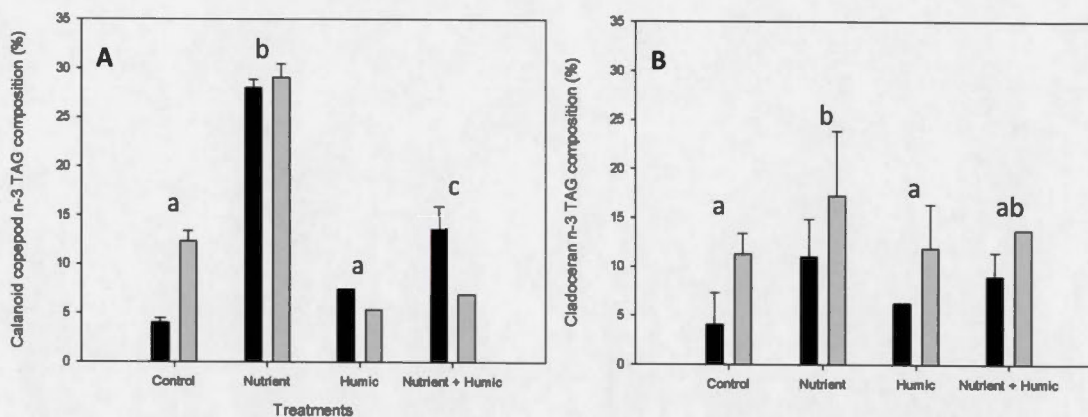 Calanoid copepod n-3 TAG composition (%)
35
30
25
20
15
10
5
0
A
a
b
a
c
Control
Nutrient
Humic
Nutrient + Humic
Treatments
Cladoceran n-3 TAG composition (%)
35
30
25
20
15
10
5
0
B
a
b
a
ab
Control
Nutrient
Humic
Nutrient + Humic